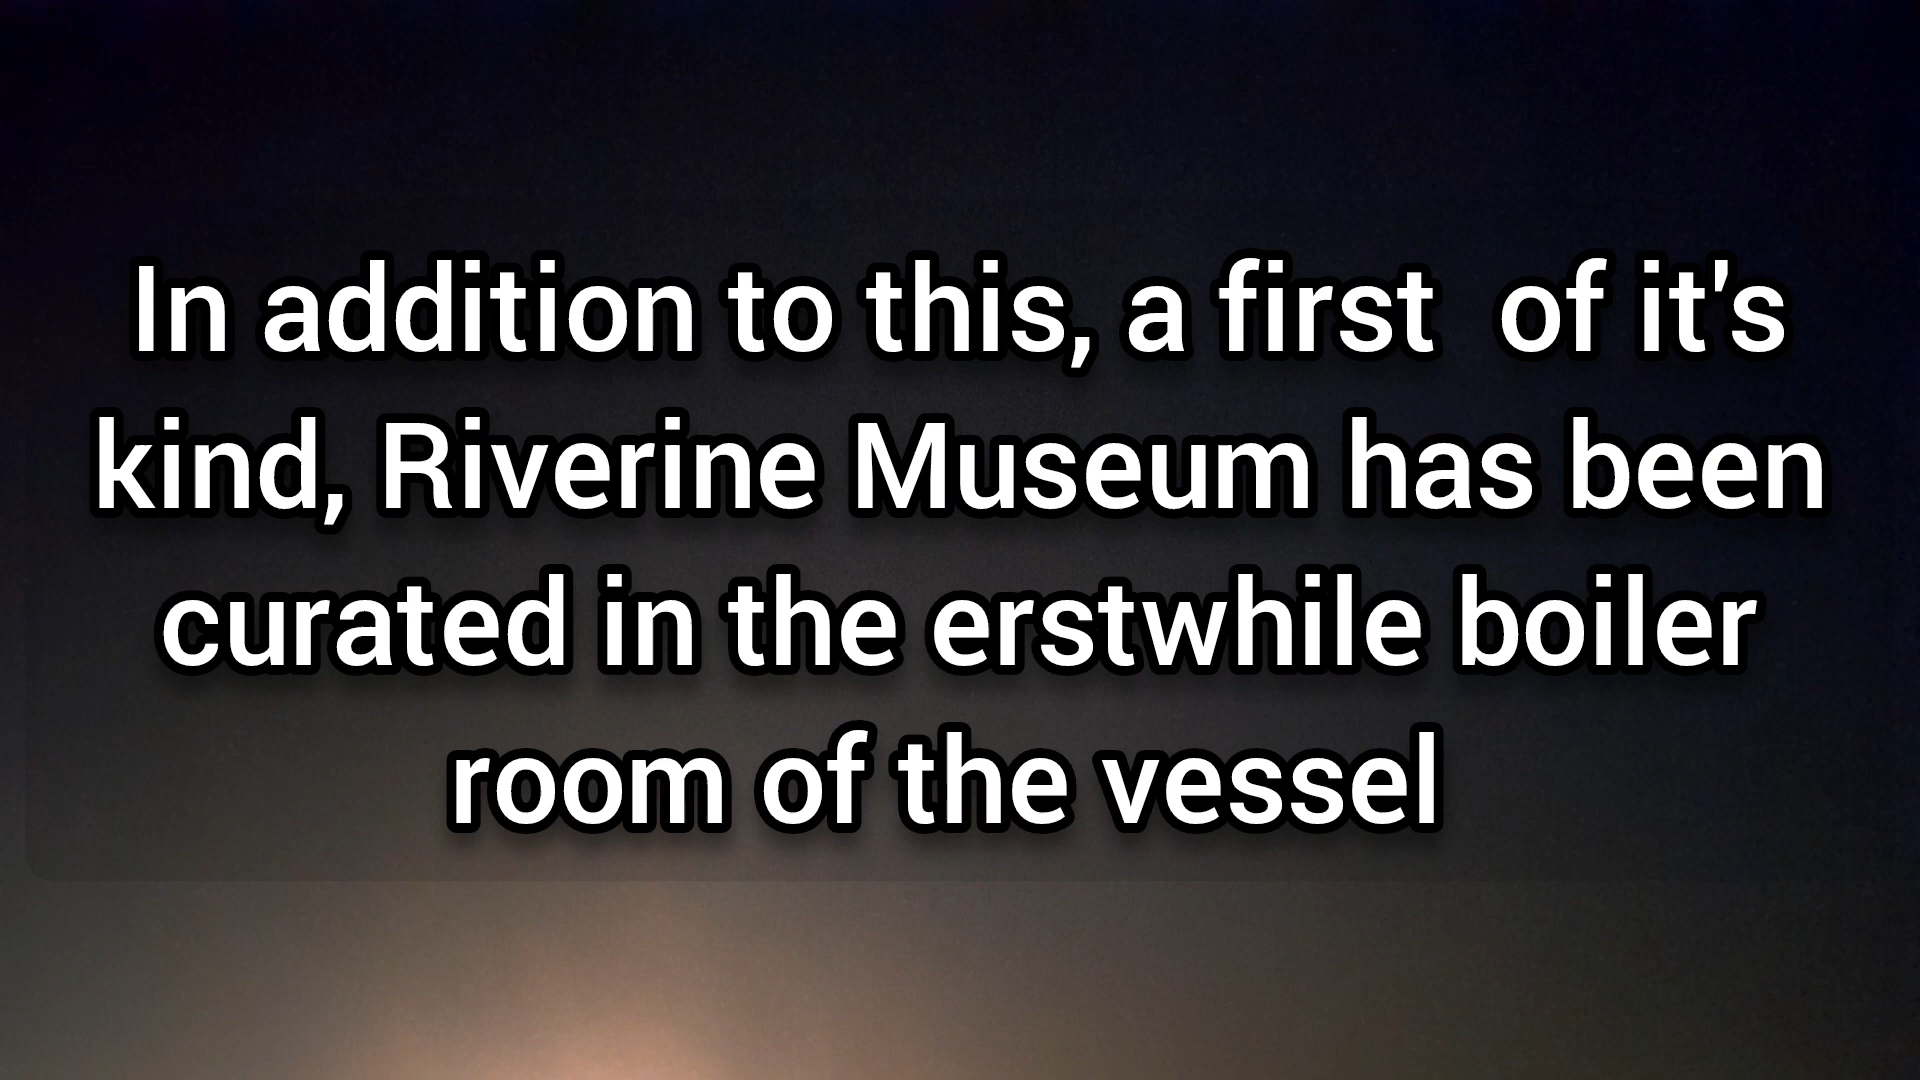 In addition to this, a first  of it's
kind, Riverine Museum has been
curated in the erstwhile boiler
room of the vessel